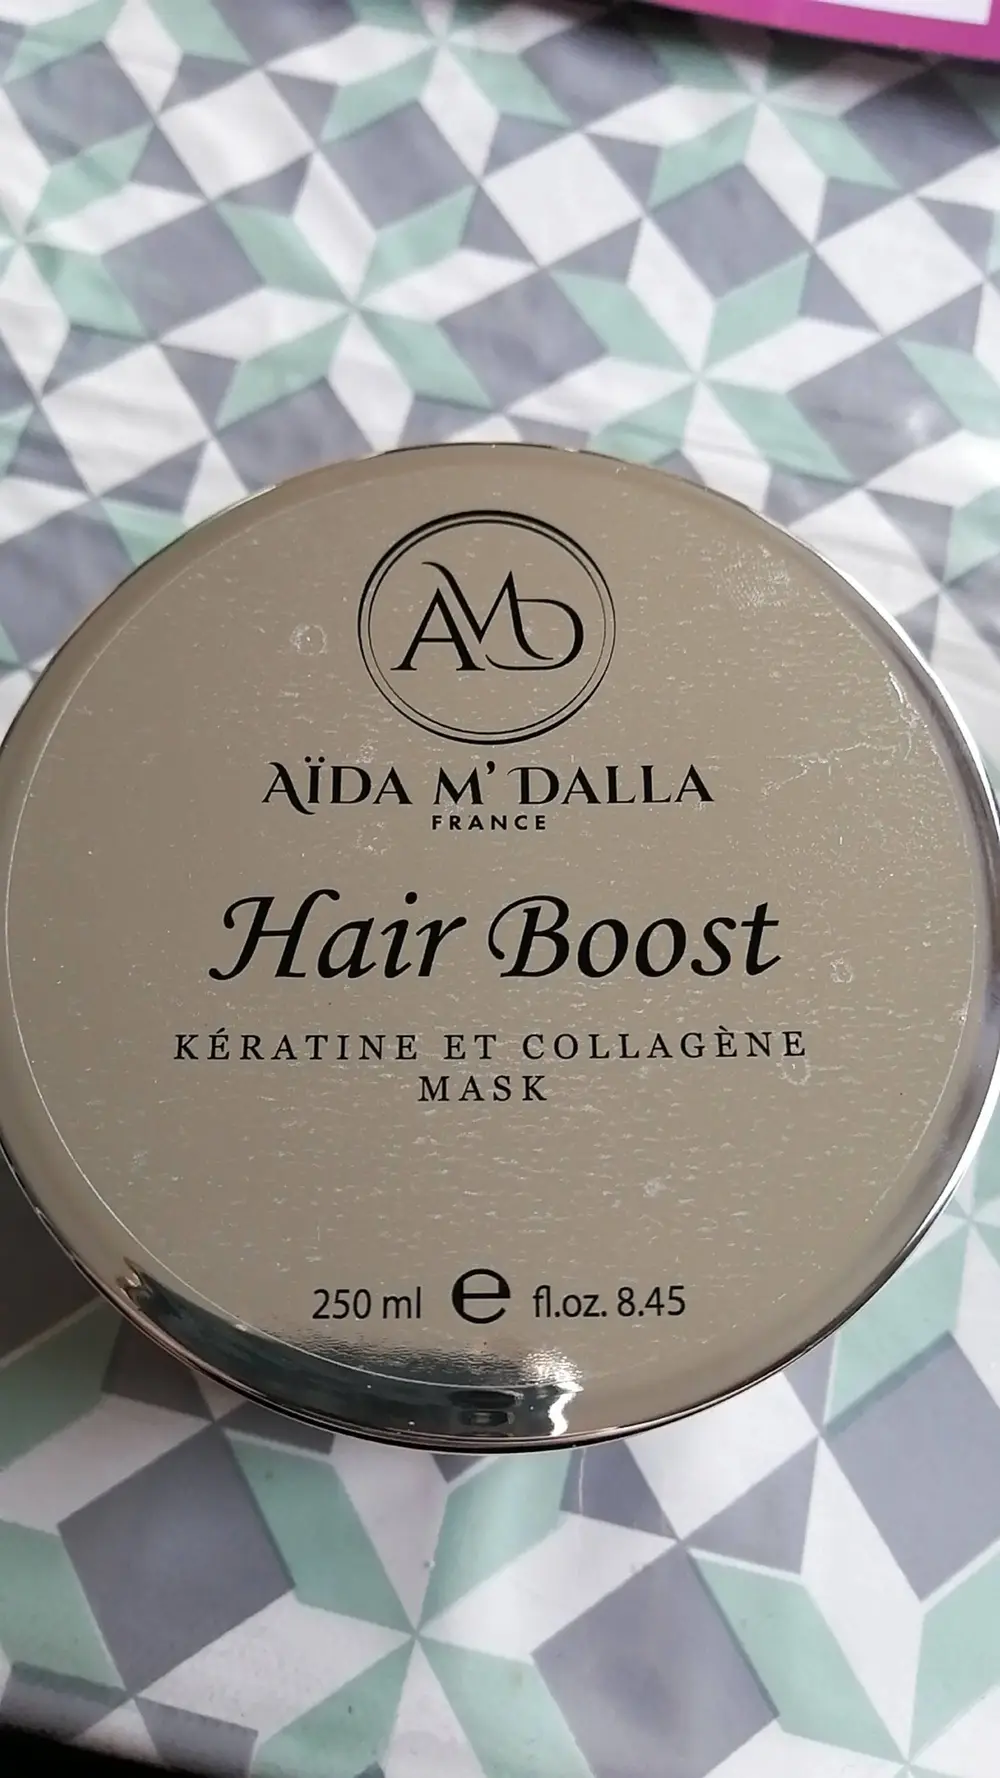 AMD
AÏDA M' DALLA
FRANCE
Hair Boost
KÉRATINE ET COLLAGÈNE
MASK
250 ml e fl.oz. 8.45